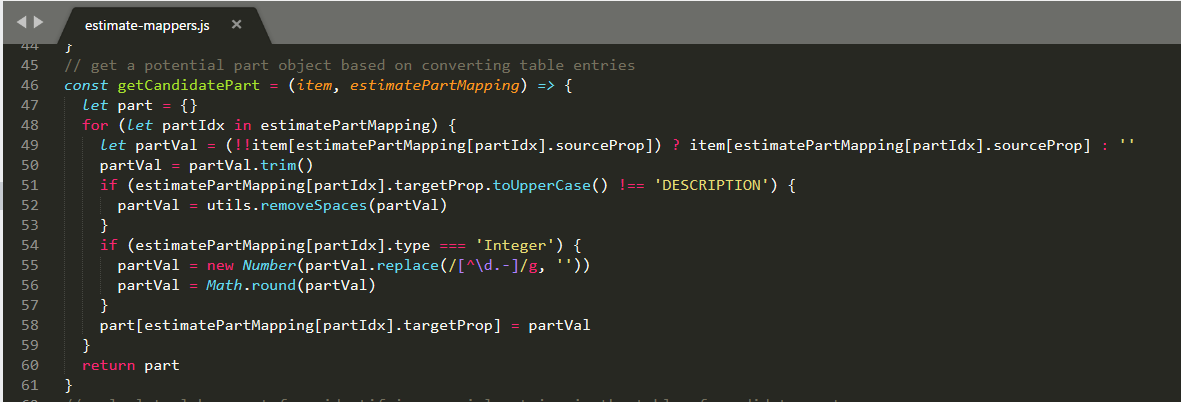 estimate-mappers.js ×
44 }
45 // get a potential part object based on converting table entries
46 const getCandidatePart = (item, estimatePartMapping) => {
47 let part = {}
48 for (let partIdx in estimatePartMapping) {
49 let partVal = (!!item[estimatePartMapping[partIdx].sourceProp]) ? item[estimatePartMapping[partIdx].sourceProp] : ''
50 partVal = partVal.trim()
51 if (estimatePartMapping[partIdx].targetProp.toUpperCase() !== 'DESCRIPTION') {
52 partVal = utils.removeSpaces(partVal)
53 }
54 if (estimatePartMapping[partIdx].type === 'Integer') {
55 partVal = new Number(partVal.replace(/[^\d.-]/g, ''))
56 partVal = Math.round(partVal)
57 }
58 part[estimatePartMapping[partIdx].targetProp] = partVal
59 }
60 return part
61 }